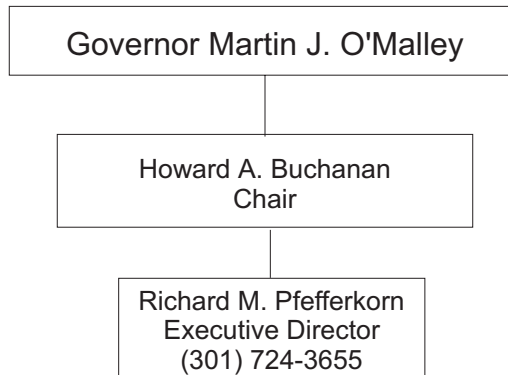 Governor Martin J. O'Malley
Howard A. Buchanan
Chair
Richard M. Pfefferkorn
Executive Director
(301) 724-3655